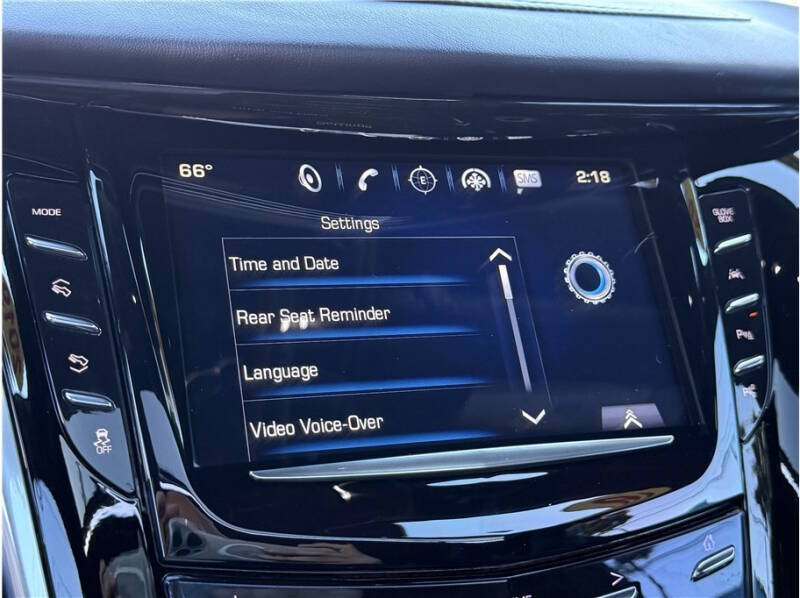 66° E SMS 2:18
Settings
Time and Date
Rear Seat Reminder
Language
Video Voice-Over
MODE
OFF
GLOVE
BOX